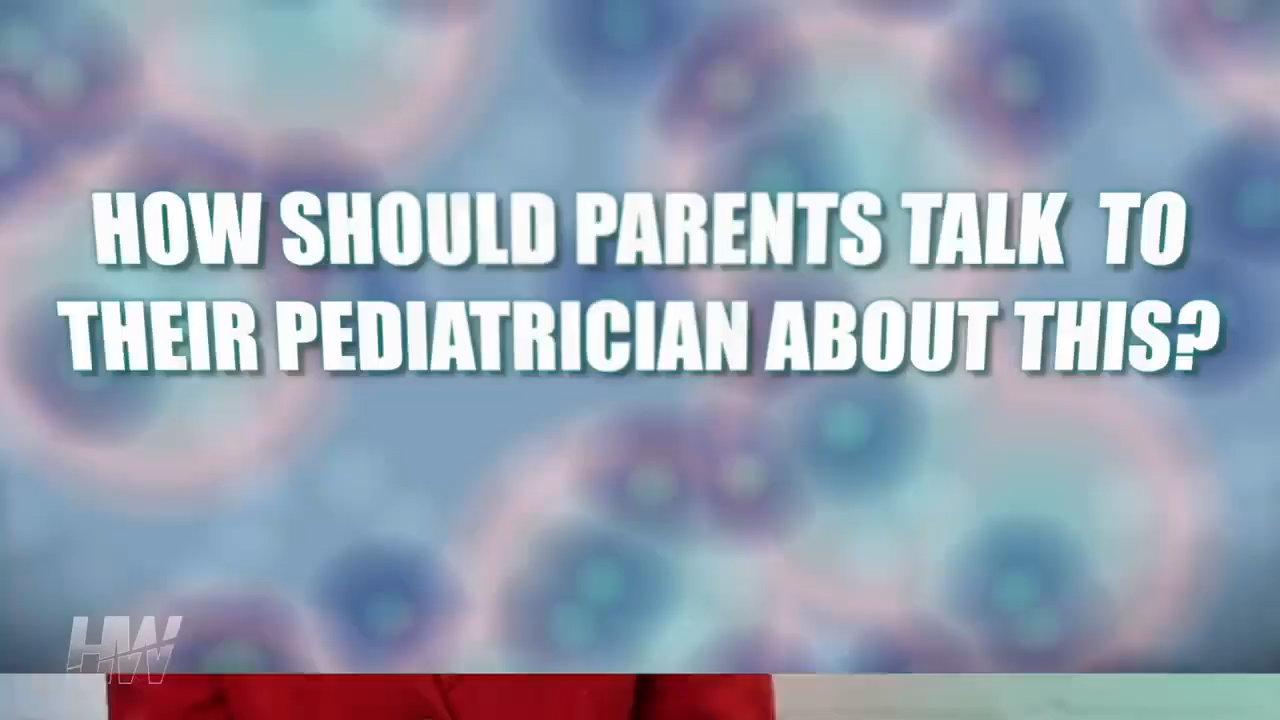 HOW SHOULD PARENTS TALK TO
THEIR PEDIATRICIAN ABOUT THIS?
HW